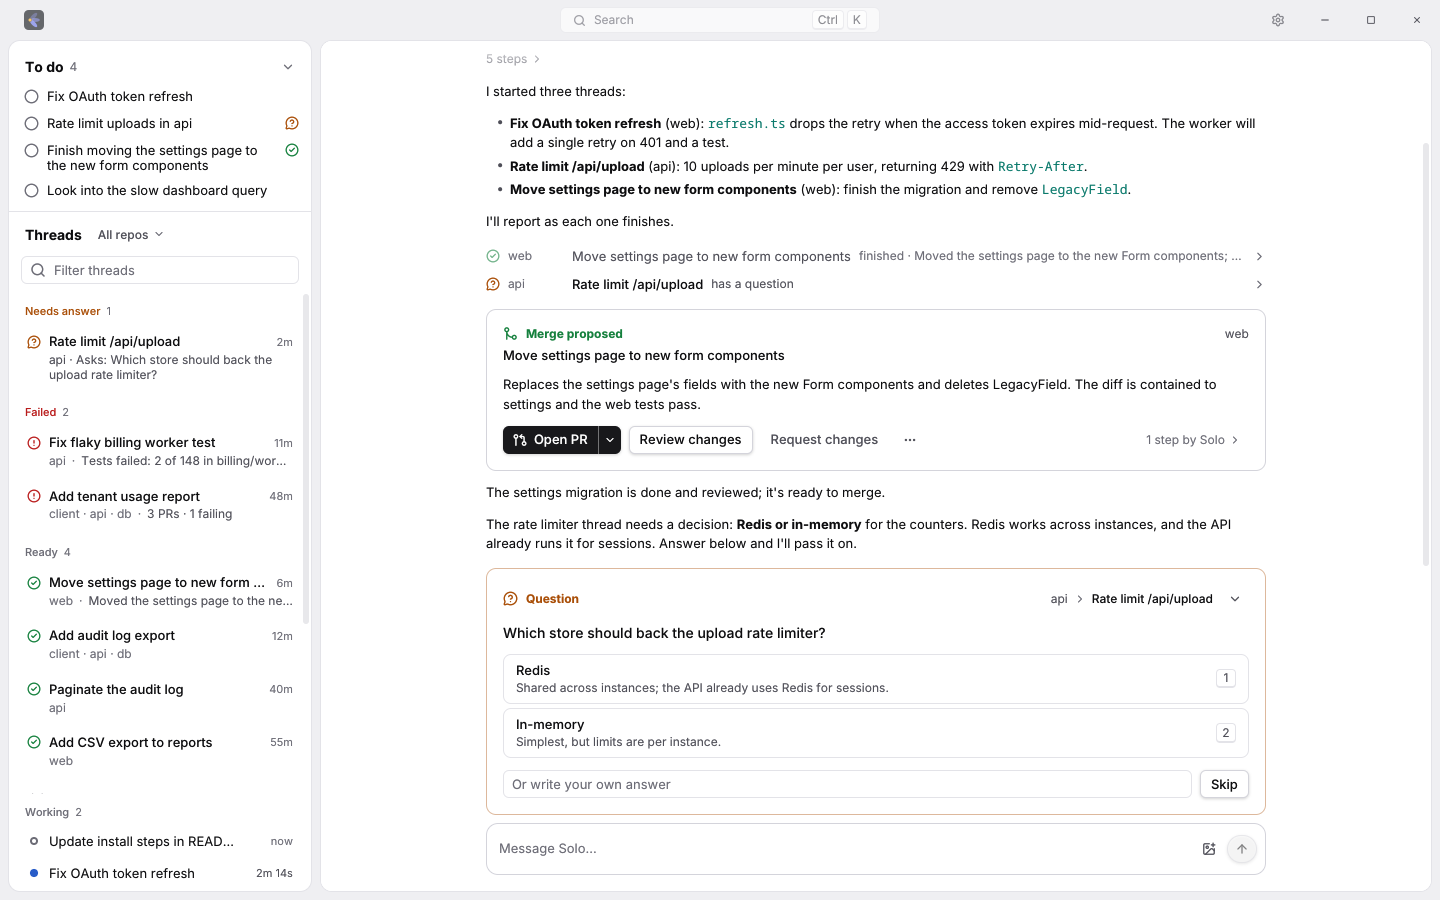 Search
Ctrl K
To do 4
Fix OAuth token refresh
Rate limit uploads in api
Finish moving the settings page to
the new form components
Look into the slow dashboard query
Threads All repos
Filter threads
Needs answer 1
Rate limit /api/upload 2m
api · Asks: Which store should back the
upload rate limiter?
Failed 2
Fix flaky billing worker test 11m
api · Tests failed: 2 of 148 in billing/wor...
Add tenant usage report 48m
client · api · db · 3 PRs · 1 failing
Ready 4
Move settings page to new form ... 6m
web · Moved the settings page to the ne...
Add audit log export 12m
client · api · db
Paginate the audit log 40m
api
Add CSV export to reports 55m
web
Working 2
Update install steps in READ... now
Fix OAuth token refresh 2m 14s
5 steps
I started three threads:
• Fix OAuth token refresh (web): refresh.ts drops the retry when the access token expires mid-request. The worker will
add a single retry on 401 and a test.
• Rate limit /api/upload (api): 10 uploads per minute per user, returning 429 with Retry-After.
• Move settings page to new form components (web): finish the migration and remove LegacyField.
I'll report as each one finishes.
web Move settings page to new form components finished · Moved the settings page to the new Form components; ...
api Rate limit /api/upload has a question
Merge proposed web
Move settings page to new form components
Replaces the settings page's fields with the new Form components and deletes LegacyField. The diff is contained to
settings and the web tests pass.
Open PR Review changes Request changes ... 1 step by Solo
The settings migration is done and reviewed; it's ready to merge.
The rate limiter thread needs a decision: Redis or in-memory for the counters. Redis works across instances, and the API
already runs it for sessions. Answer below and I'll pass it on.
Question api > Rate limit /api/upload
Which store should back the upload rate limiter?
Redis
Shared across instances; the API already uses Redis for sessions. 1
In-memory
Simplest, but limits are per instance. 2
Or write your own answer Skip
Message Solo...